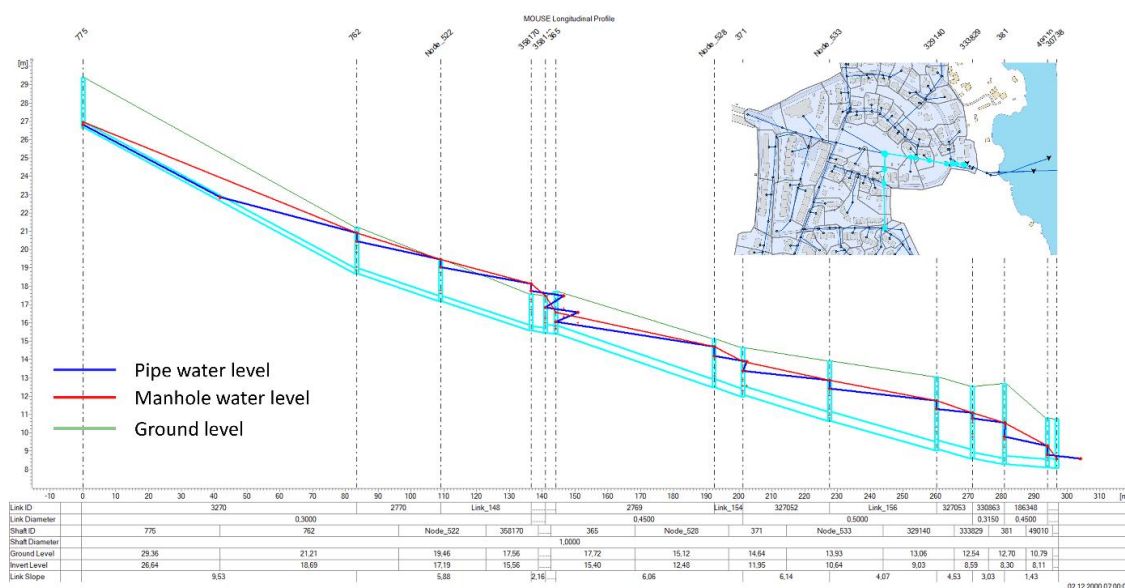 MOUSE Longitudinal Profile
775 762 Node_522 358170 365 Node_528 371 Node_533 329140 333829 381 49010 30738
[m]
29
28
27
26
25
24
23
22
21
20
19
18
17
16
15
14
13
12
11
10
9
8
Pipe water level
Manhole water level
Ground level
-10 0 10 20 30 40 50 60 70 80 90 100 110 120 130 140 150 160 170 180 190 200 210 220 230 240 250 260 270 280 290 300 310
Link ID 3270 2770 Link_148 2769 Link_154 327052 Link_156 327053 330863 186348
Link Diameter 0.3000 0.4500 0.5000 0.3150 0.4500
Shaft ID 775 762 Node_522 358170 365 Node_528 371 Node_533 329140 333829 381 49010
Shaft Diameter 1,0000
Ground Level 29.36 21.21 19.46 17.56 17.72 15.12 14.64 13.93 13.06 12.54 12.70 10.79
Invert Level 26.64 18.69 17.19 15.56 15.40 12.48 11.95 10.64 9.03 8.59 8.30 8.11
Link Slope 9,53 5,88 2,16 6,06 6,14 4,07 4,53 3,03 1,43